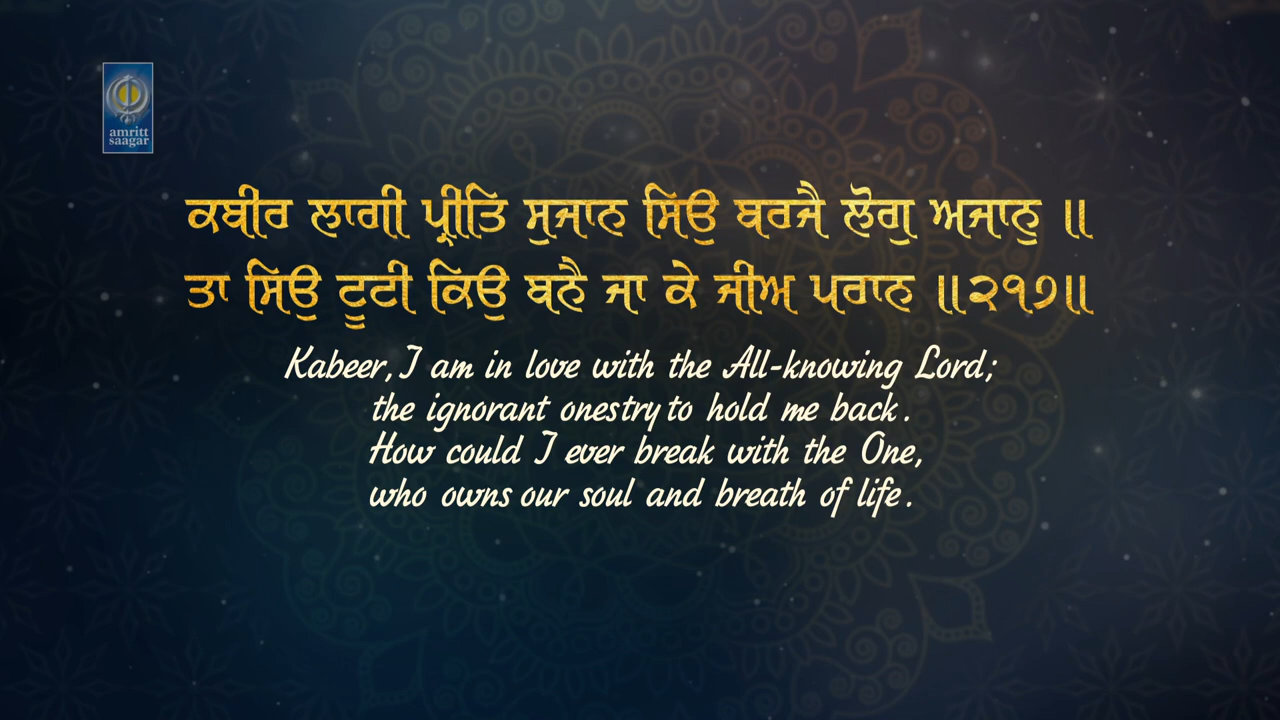 amritt
saagar
ਕਬੀਰ ਲਾਗੀ ਪ੍ਰੀਤਿ ਸੁਜਾਨ ਸਿਉ ਬਰਜੈ ਲੋਗੁ ਅਜਾਨੁ ॥
ਤਾ ਸਿਉ ਟੂਟੀ ਕਿਉ ਬਨੈ ਜਾ ਕੇ ਜੀਅ ਪਰਾਨ ॥੨੧੭॥
Kabeer, I am in love with the All-knowing Lord;
the ignorant onestry to hold me back.
How could I ever break with the One,
who owns our soul and breath of life.